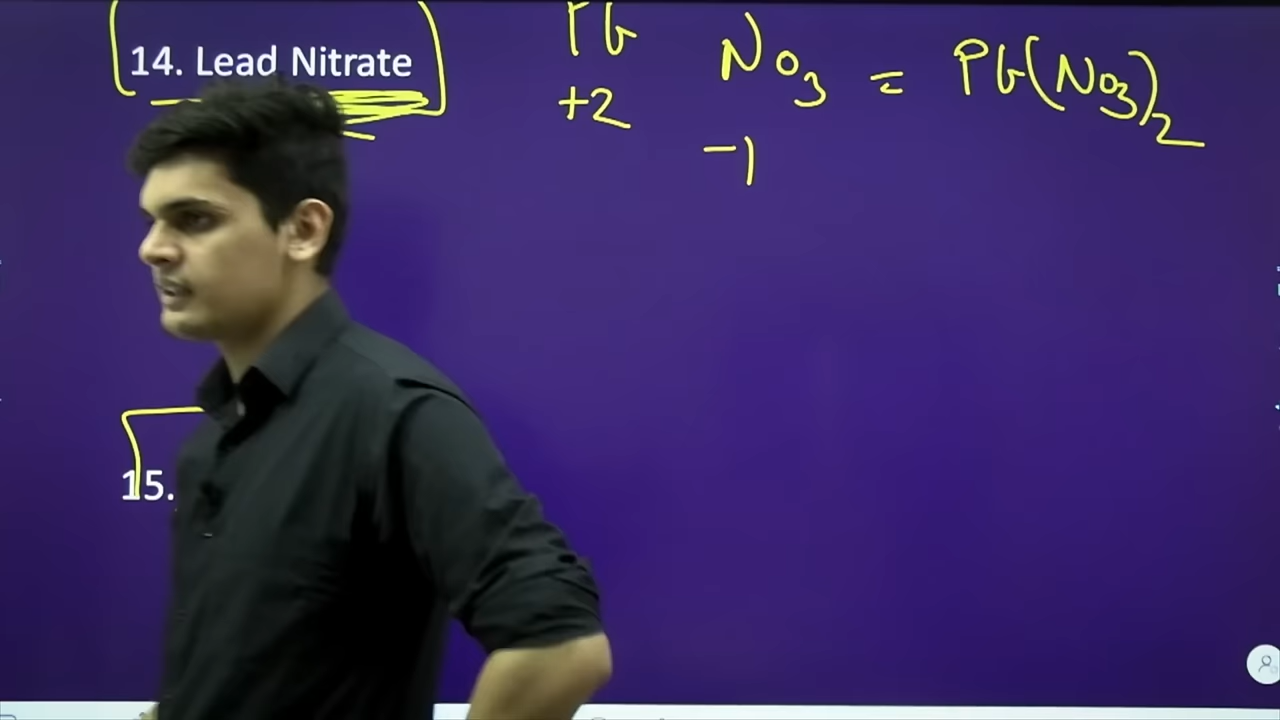 14. Lead Nitrate
Pb NO3 = Pb(NO3)2
+2 -1
15.